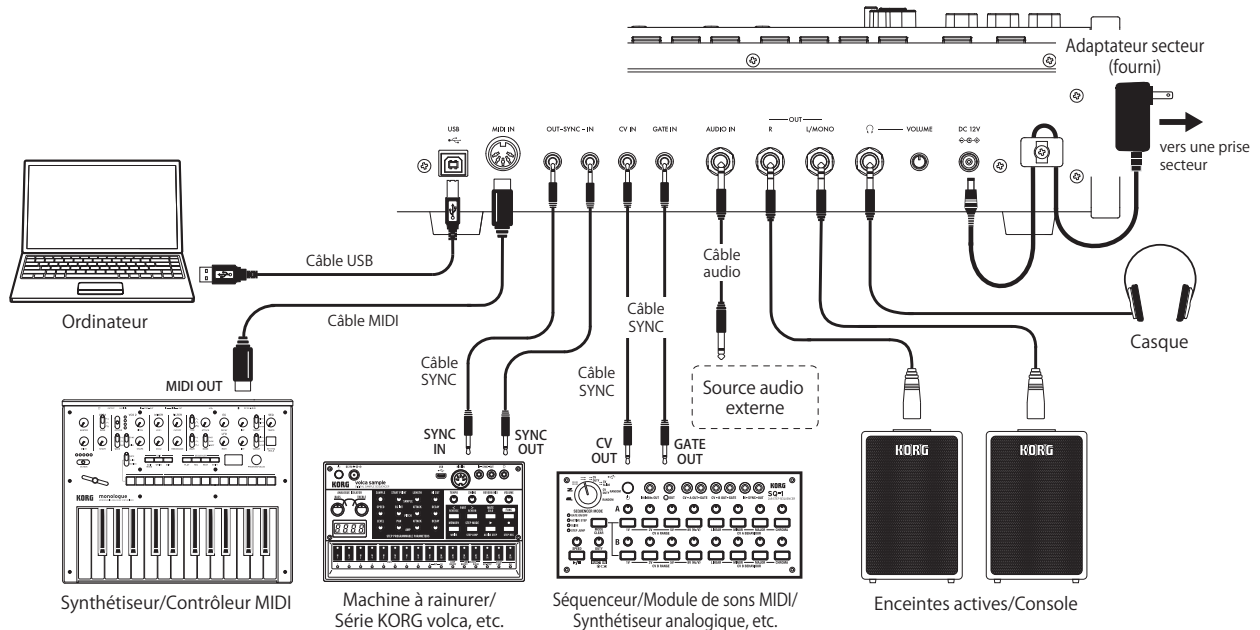 Adaptateur secteur
(fourni)
OUT
USB
MIDI IN
OUT–SYNC – IN
CV IN
GATE IN
AUDIO IN
R
L/MONO
VOLUME
DC 12V
vers une prise
secteur
Câble USB
Câble
audio
Ordinateur
Câble MIDI
Câble
SYNC
Casque
MIDI OUT
Câble
SYNC
Câble
SYNC
Source audio
externe
SYNC
IN
SYNC
OUT
CV
OUT
GATE
OUT
KORG
KORG
KORG
volca sample
KORG
SQ-1
KORG
monologue
SEQUENCER MODE
A
B
Synthétiseur/Contrôleur MIDI
Machine à rainurer/
Série KORG volca, etc.
Séquenceur/Module de sons MIDI/
Synthétiseur analogique, etc.
Enceintes actives/Console